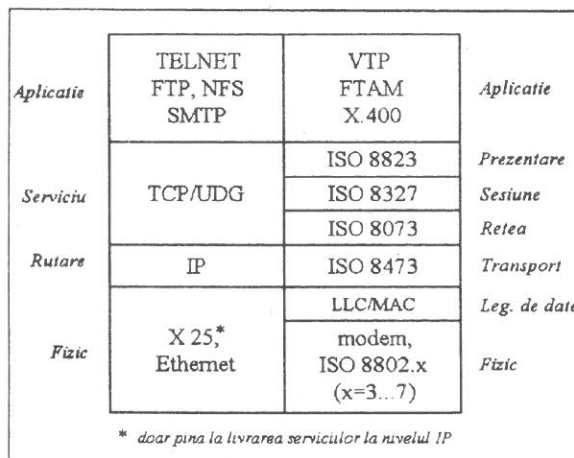 Aplicatie
TELNET
FTP, NFS
SMTP
VTP
FTAM
X.400
Aplicatie
Serviciu
TCP/UDG
ISO 8823
Prezentare
ISO 8327
Sesiune
ISO 8073
Retea
Rutare
IP
ISO 8473
Transport
Fizic
X 25,*
Ethernet
LLC/MAC
Leg. de date
modem,
ISO 8802.x
(x=3...7)
Fizic
* doar pina la livrarea serviciilor la nivelul IP